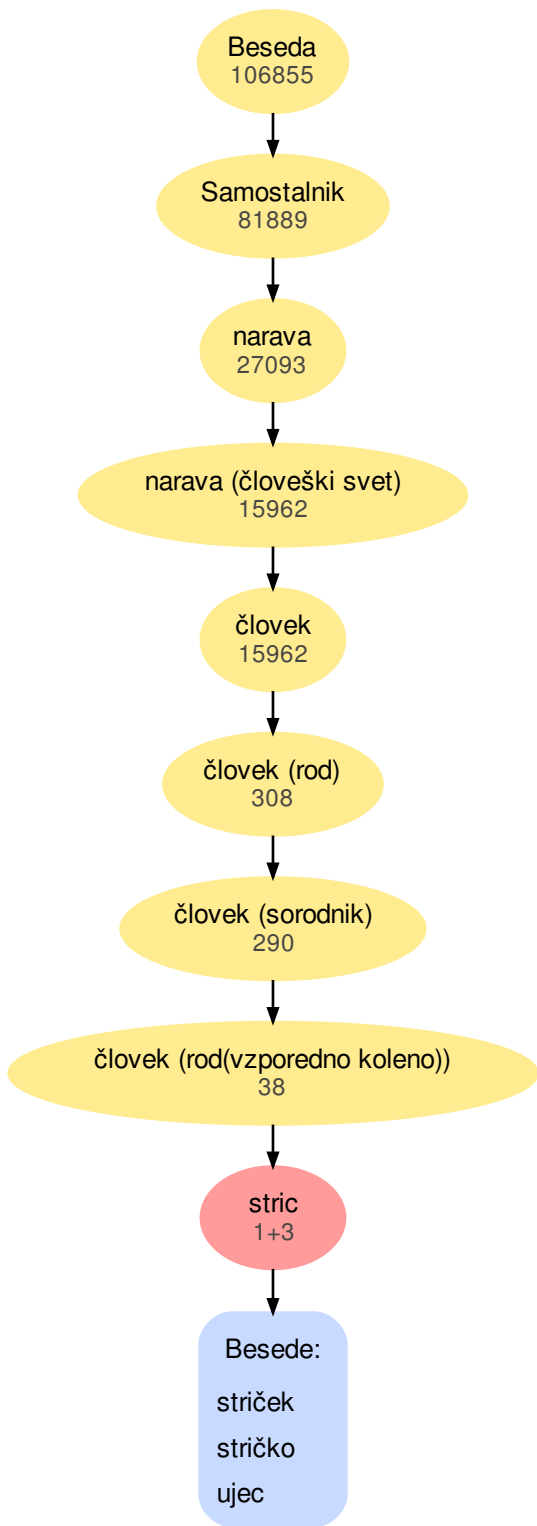 Beseda
106855
Samostalnik
81889
narava
27093
narava (človeški svet)
15962
človek
15962
človek (rod)
308
človek (sorodnik)
290
človek (rod(vzporedno koleno))
38
stric
1+3
Besede:
striček
stričko
ujec